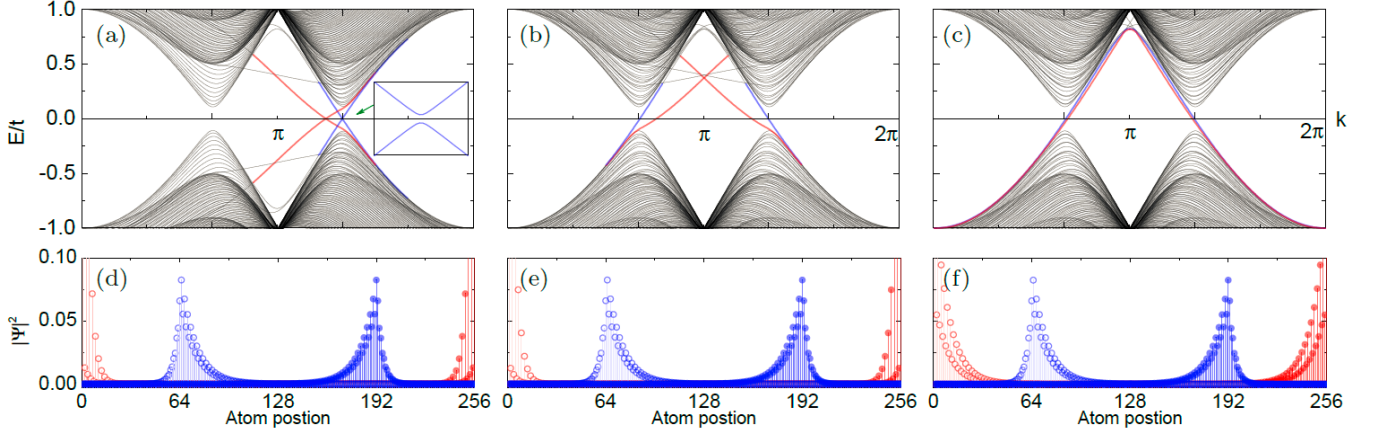 (a) (b) (c)
1.0
0.5
0.0
-0.5
-1.0
E/t
π π 2π π 2π k
(d) (e) (f)
0.10
0.05
0.00
|Ψ|²
0 64 128 192 256 0 64 128 192 256 0 64 128 192 256
Atom postion Atom postion Atom postion